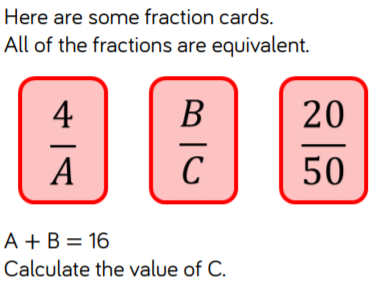 Here are some fraction cards.
All of the fractions are equivalent.
4 B 20
A C 50
A + B = 16
Calculate the value of C.